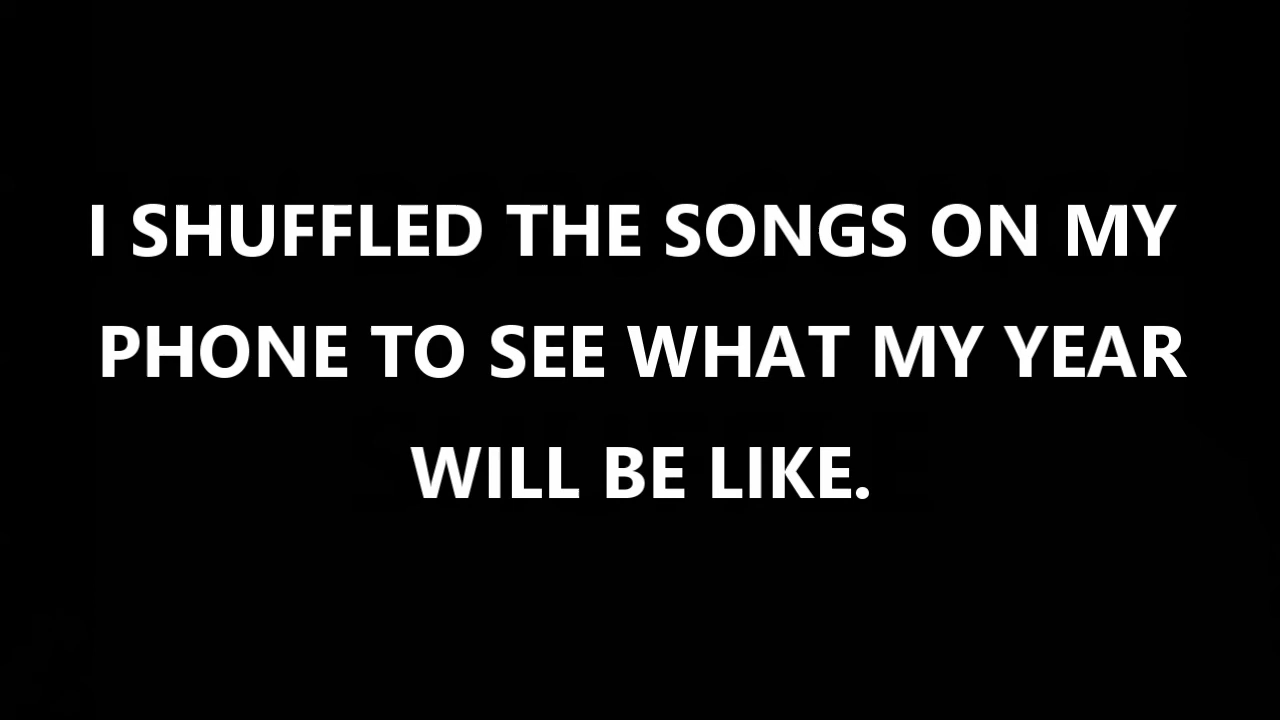 I SHUFFLED THE SONGS ON MY
PHONE TO SEE WHAT MY YEAR
WILL BE LIKE.